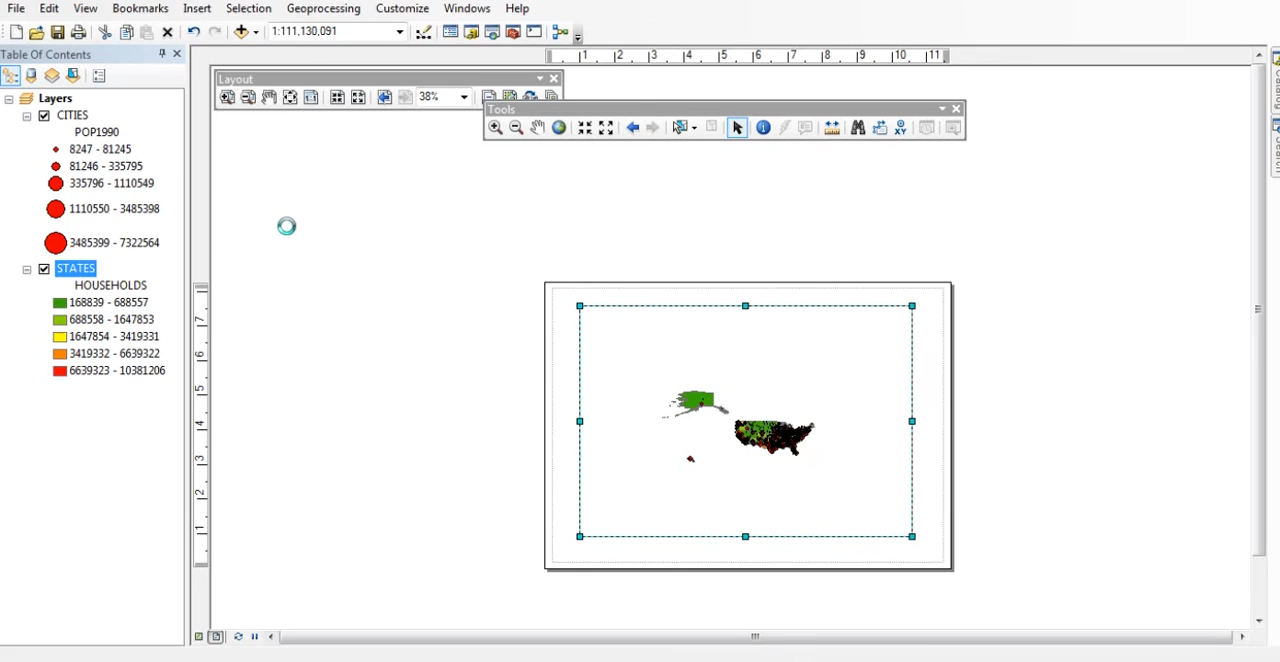 File Edit View Bookmarks Insert Selection Geoprocessing Customize Windows Help
1:111,130,091
Table Of Contents
Layers
CITIES
POP1990
8247 - 81245
81246 - 335795
335796 - 1110549
1110550 - 3485398
3485399 - 7322564
STATES
HOUSEHOLDS
168839 - 688557
688558 - 1647853
1647854 - 3419331
3419332 - 6639322
6639323 - 10381206
1 2 3 4 5 6 7 8 9 10 11
Layout
38%
Tools
XY
7
6
5
4
3
2
1